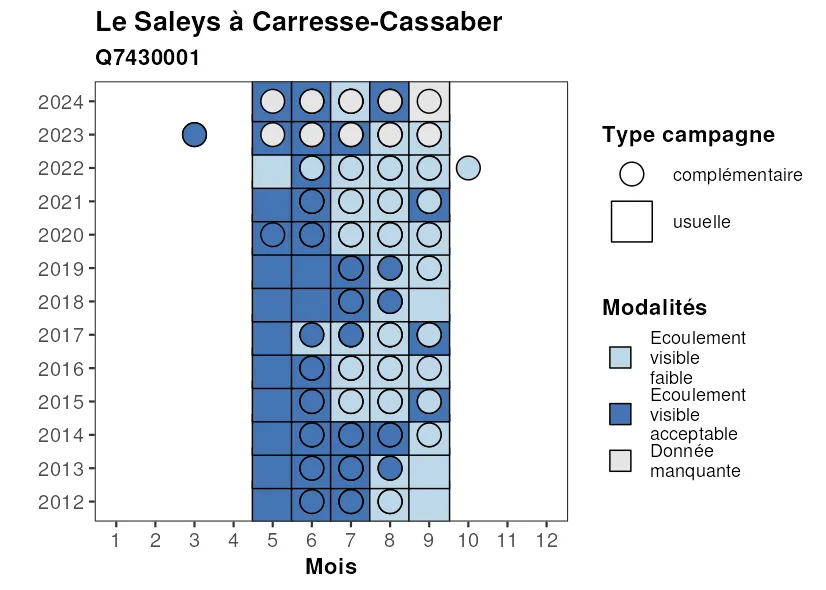 Le Saleys à Carresse-Cassaber
Q7430001
2024
2023
2022
2021
2020
2019
2018
2017
2016
2015
2014
2013
2012
1 2 3 4 5 6 7 8 9 10 11 12
Mois
Type campagne
complémentaire
usuelle
Modalités
Ecoulement
visible
faible
Ecoulement
visible
acceptable
Donnée
manquante